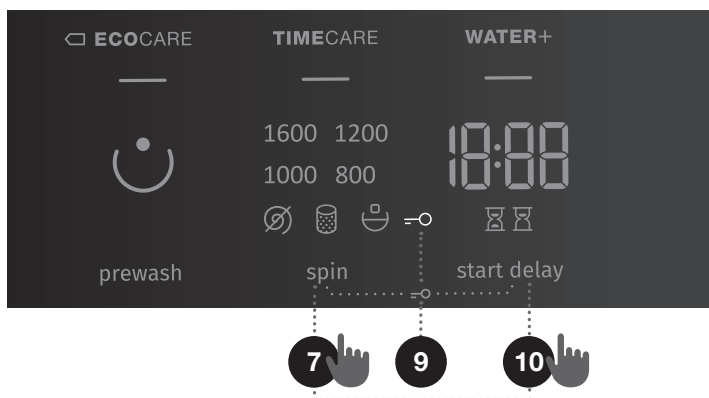 ECOCARE TIMECARE WATER+
1600 1200
18:88
1000 800
prewash spin start delay
7 9 10